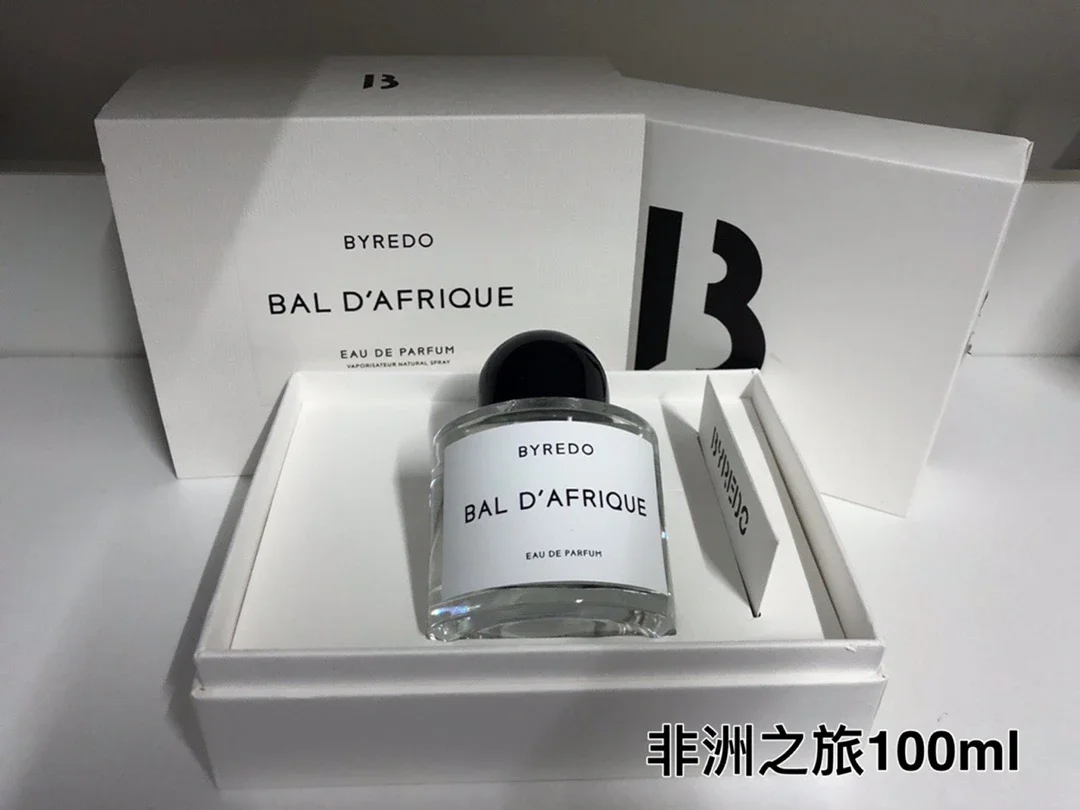 B
BYREDO
BAL D'AFRIQUE
EAU DE PARFUM
VAPORISATEUR NATURAL SPRAY
B
BYREDO
BAL D'AFRIQUE
EAU DE PARFUM
BYREDO
非洲之旅100ml